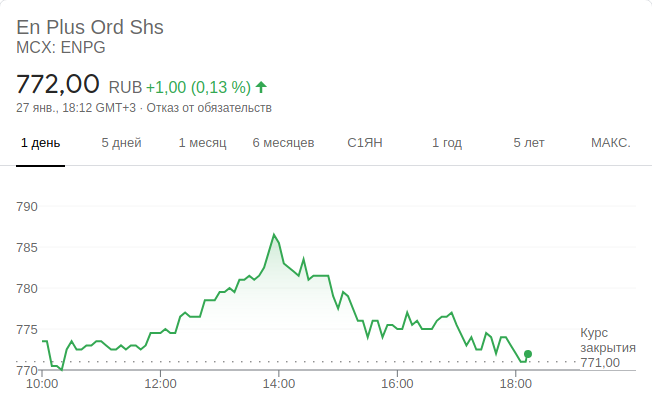 En Plus Ord Shs
MCX: ENPG
772,00 RUB +1,00 (0,13 %)
27 янв., 18:12 GMT+3 · Отказ от обязательств
1 день 5 дней 1 месяц 6 месяцев С1ЯН 1 год 5 лет МАКС.
790
785
780
775
770
Курс
закрытия
771,00
10:00 12:00 14:00 16:00 18:00